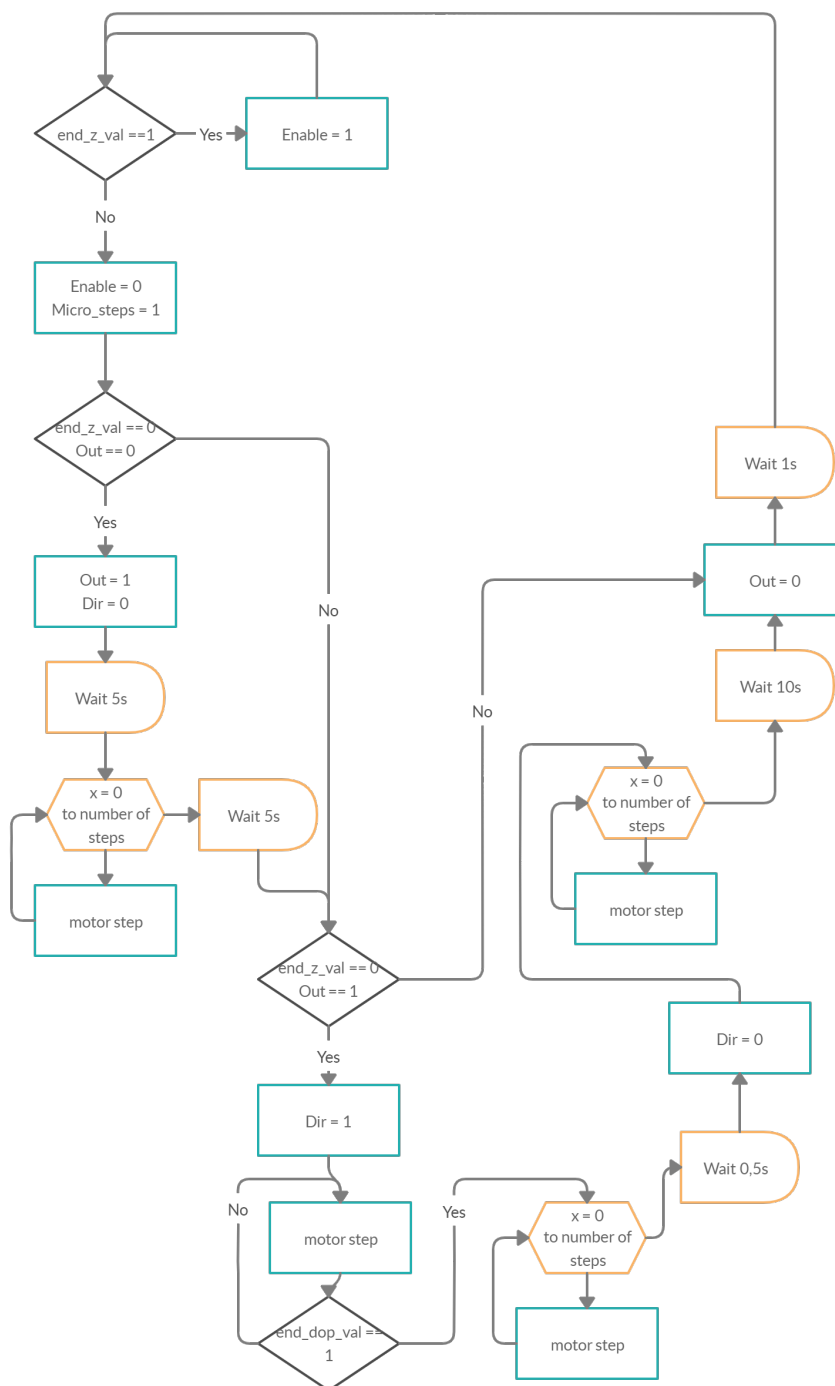 end_z_val ==1
Yes
Enable = 1
No
Enable = 0
Micro_steps = 1
end_z_val == 0
Out == 0
Yes
No
Out = 1
Dir = 0
Wait 5s
x = 0
to number of
steps
Wait 5s
motor step
end_z_val == 0
Out == 1
No
Yes
Dir = 1
No
motor step
end_dop_val ==
1
Yes
x = 0
to number of
steps
motor step
Wait 0,5s
Dir = 0
x = 0
to number of
steps
motor step
Wait 10s
Out = 0
Wait 1s